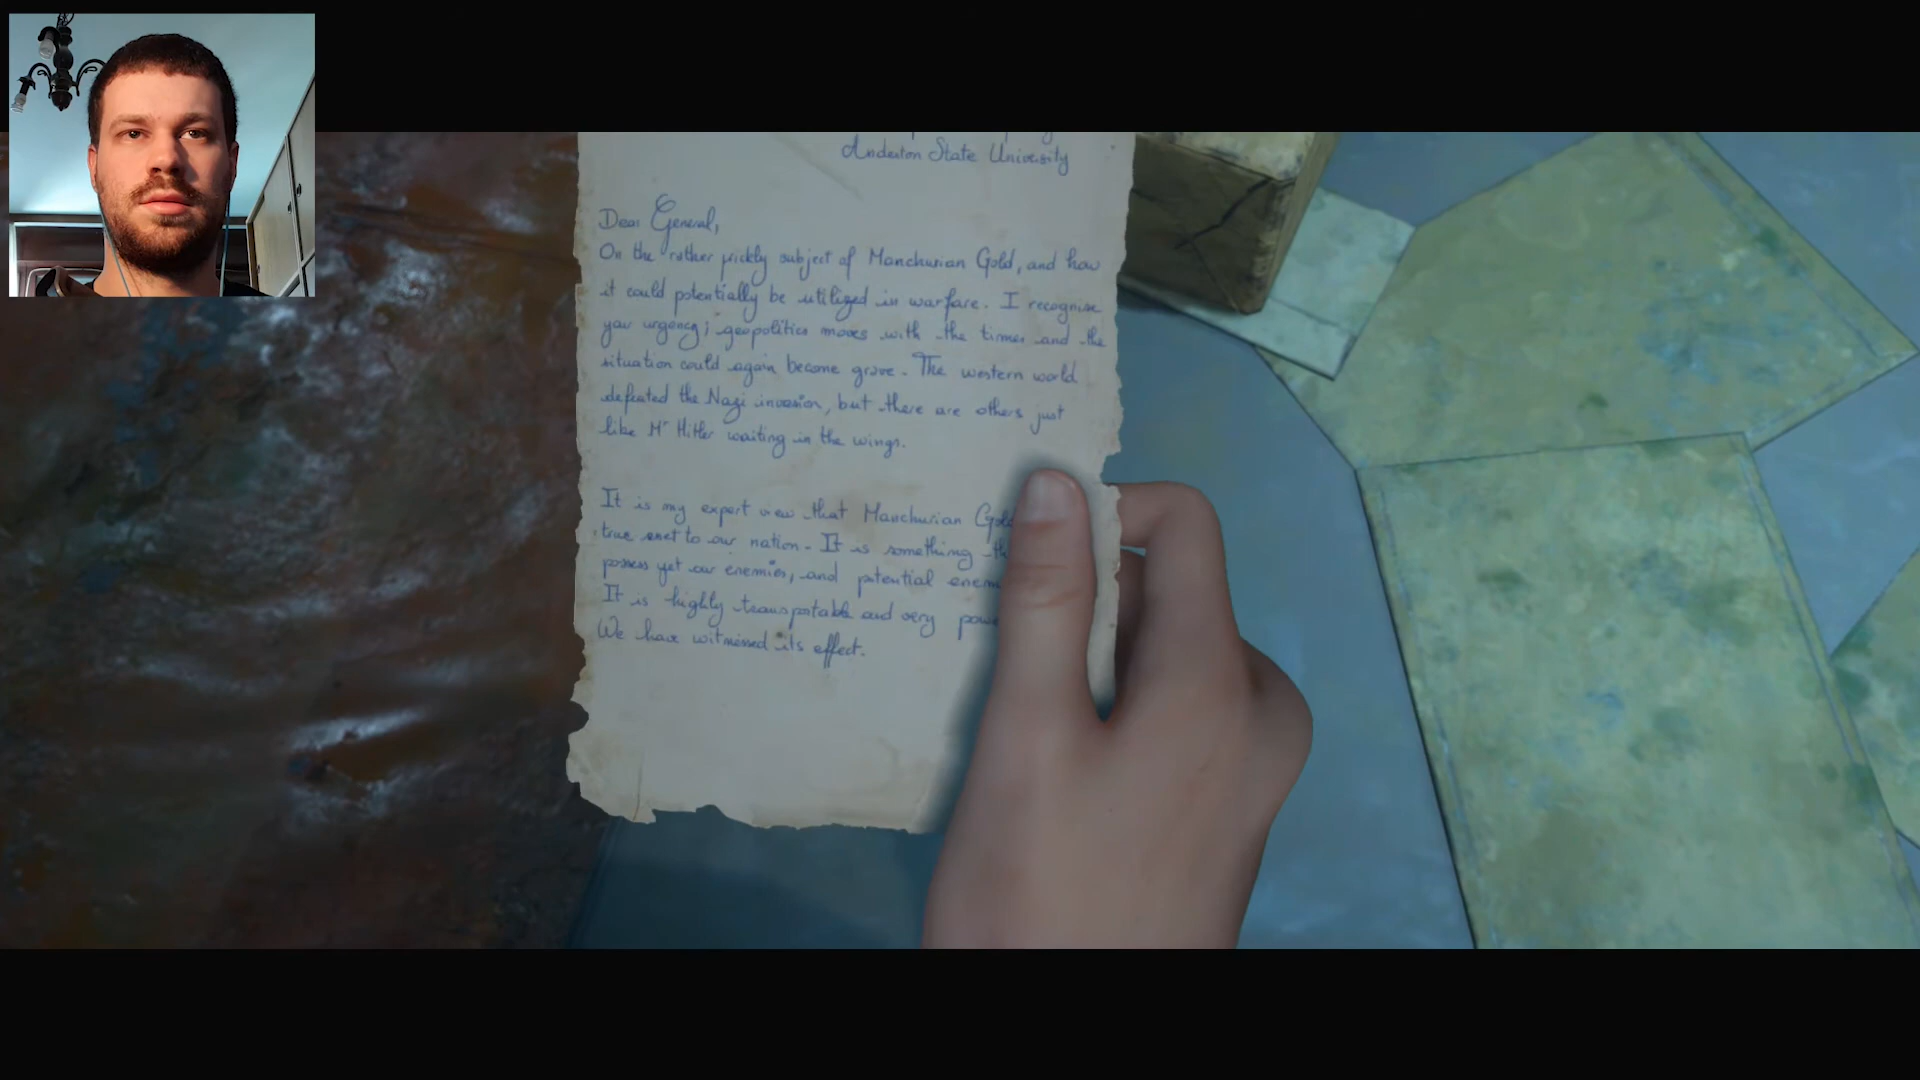 Anderton State University
Dear General,
On the rather prickly subject of Manchurian Gold, and how
it could potentially be utilized in warfare. I recognise
your urgency; geopolitics moves with the times and the
situation could again become grave. The western world
defeated the Nazi invasion, but there are others just
like Mr Hitler waiting in the wings.
It is my expert view that Manchurian Gold
true to our nation. It is something
possess yet our enemies, and potential
It is highly transportable and very
We have witnessed its effect.